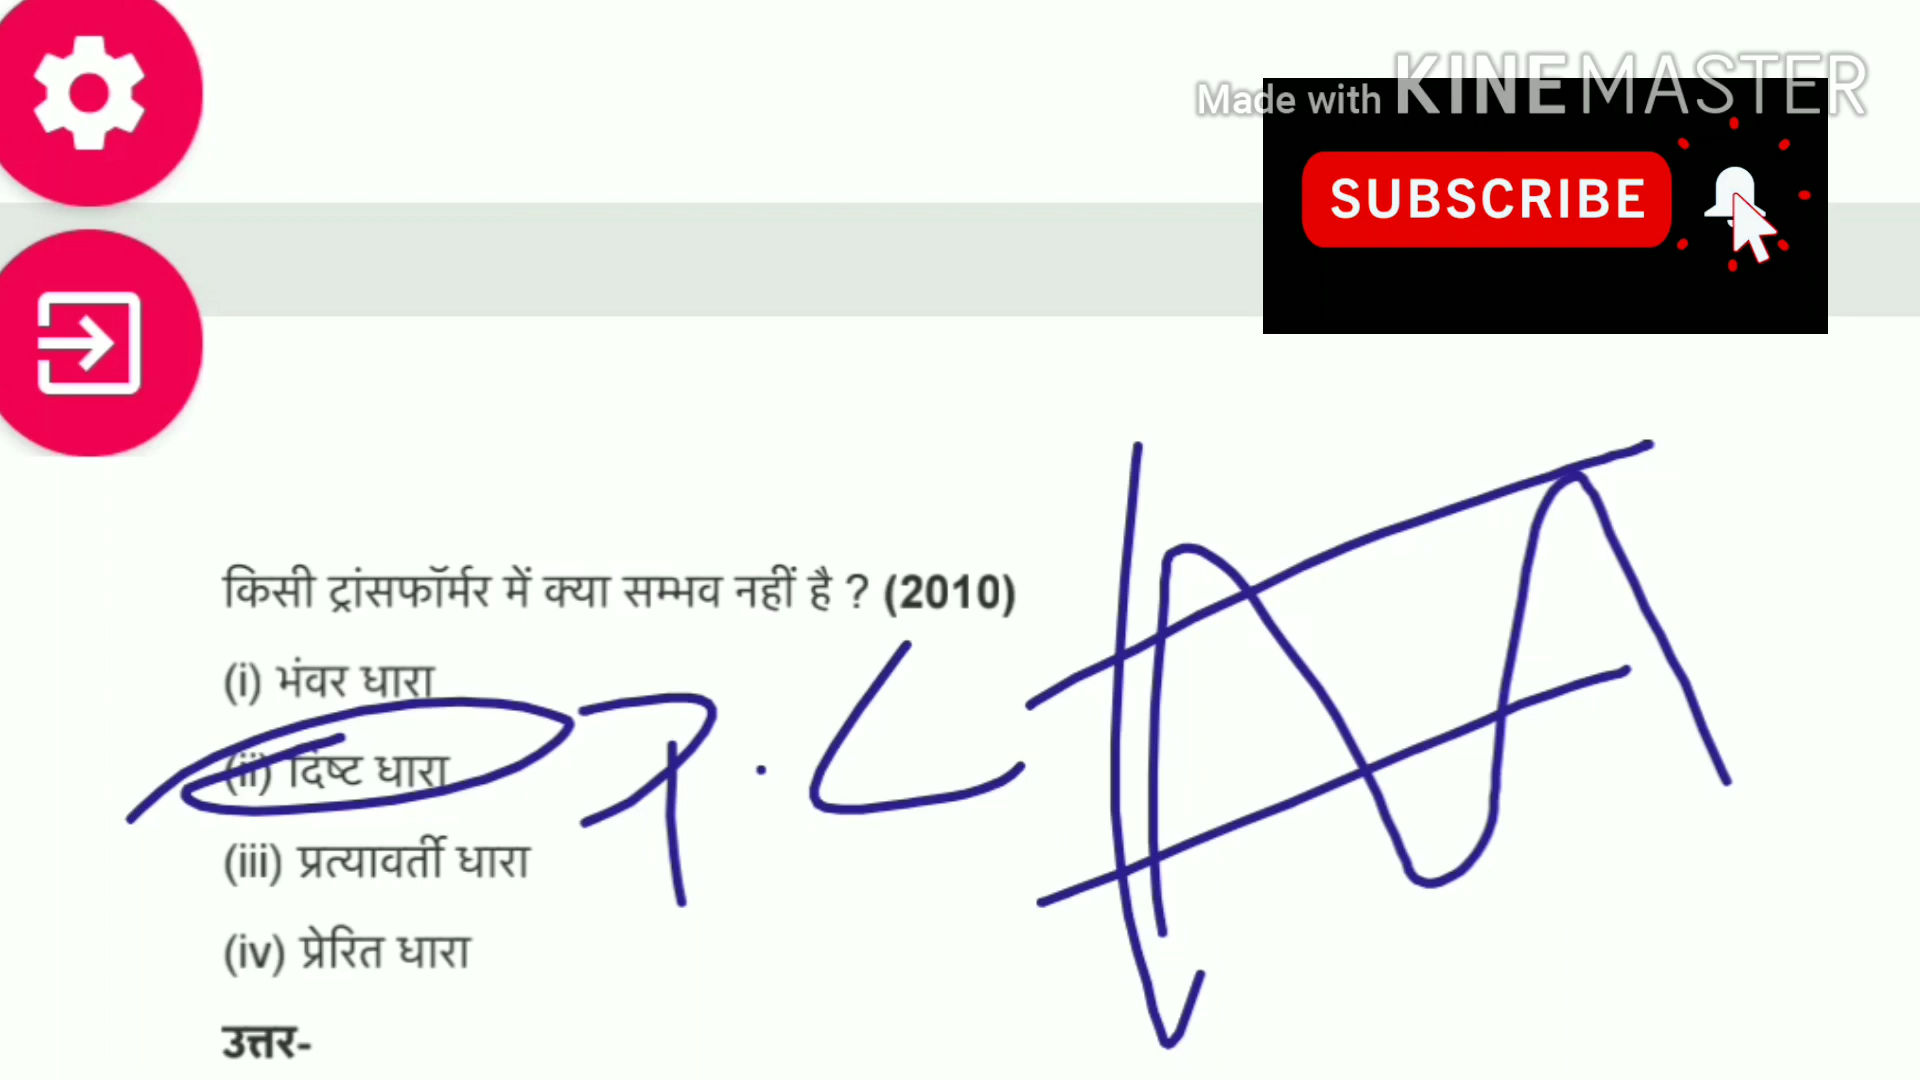 Made with KINEMASTER
SUBSCRIBE
किसी ट्रांसफॉर्मर में क्या सम्भव नहीं है ? (2010)
(i) भंवर धारा
(ii) दिष्ट धारा
(iii) प्रत्यावर्ती धारा
(iv) प्रेरित धारा
उत्तर-